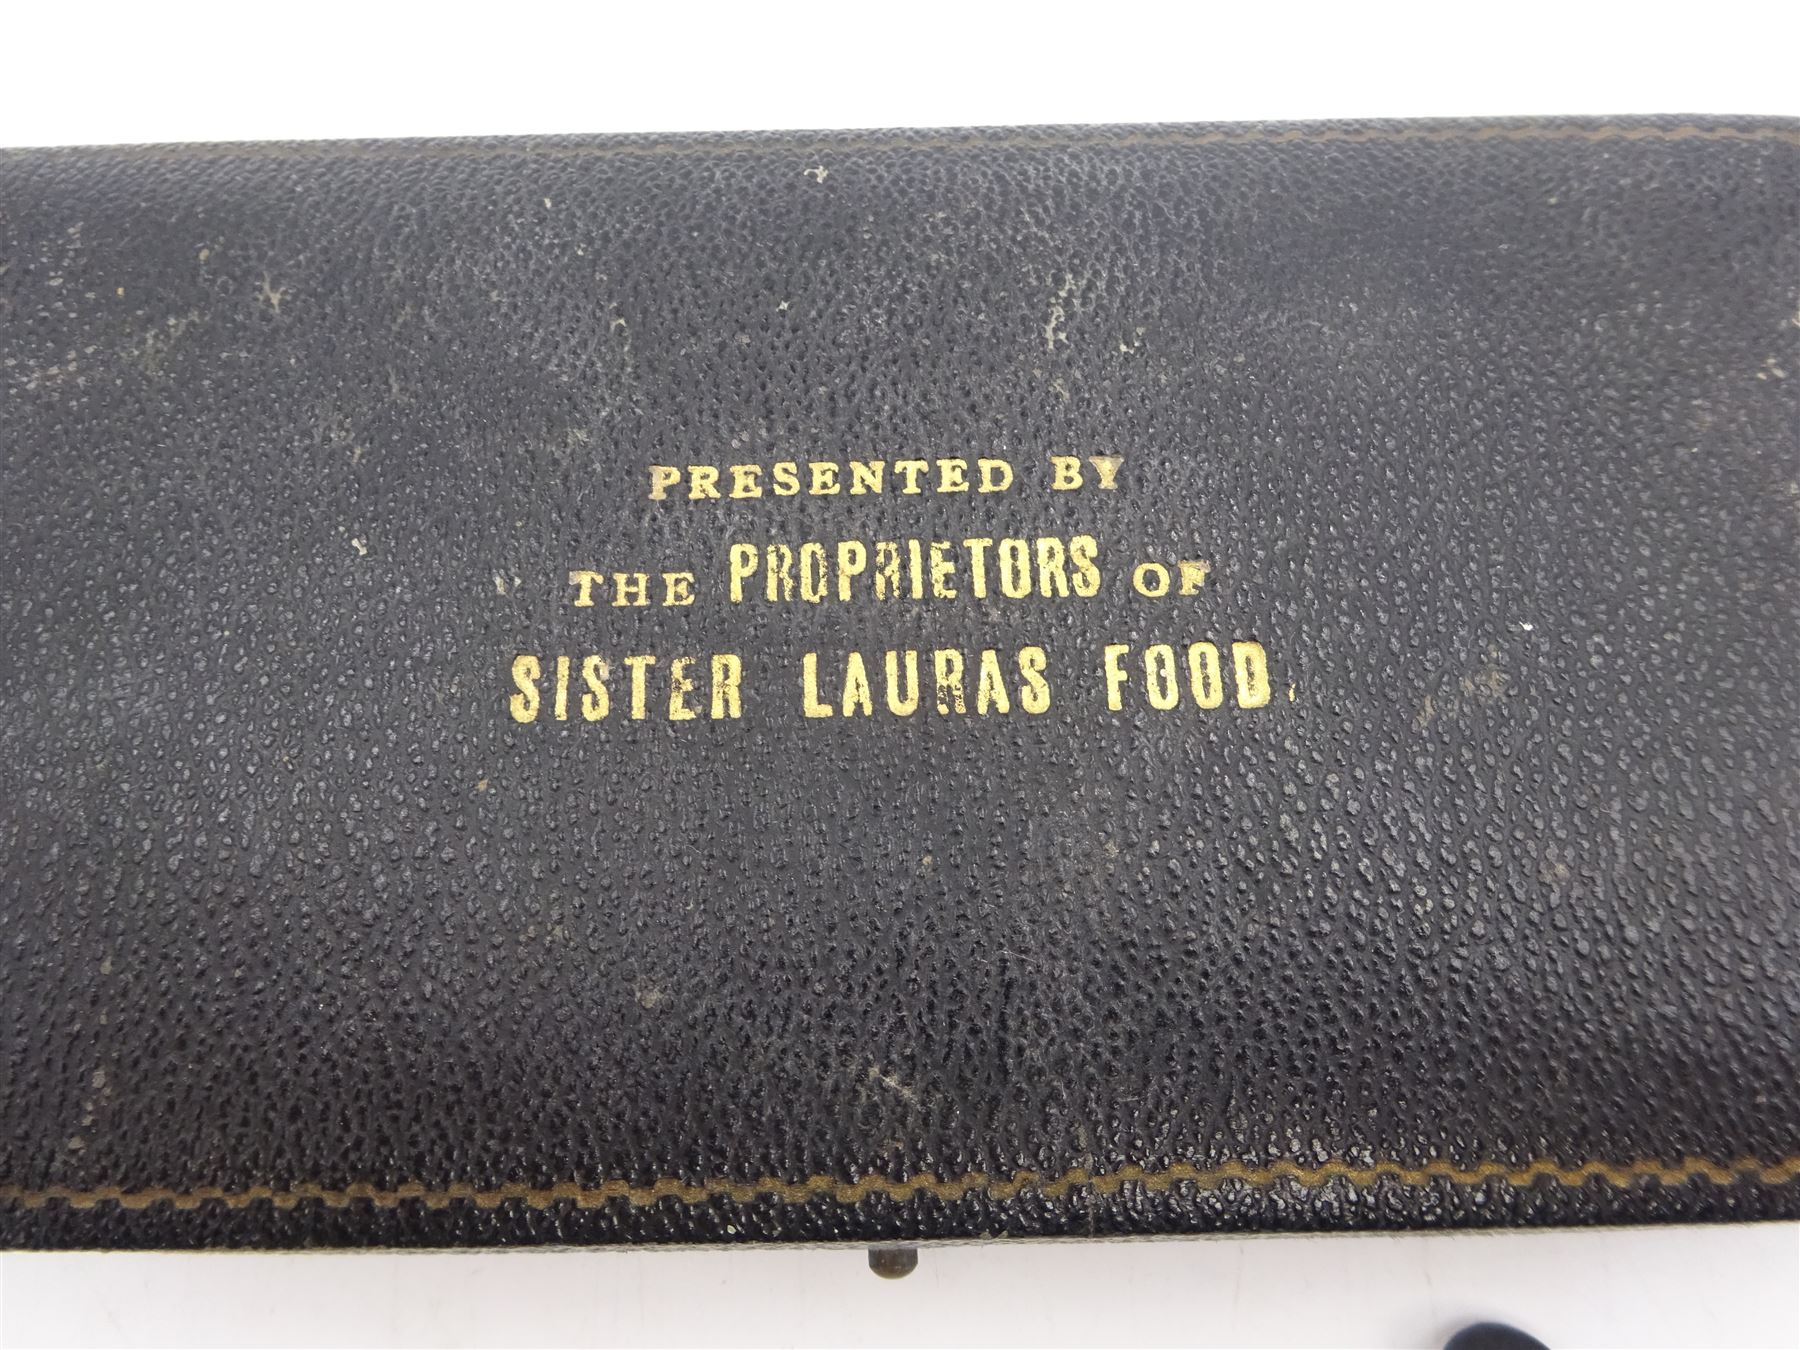 PRESENTED BY
THE PROPRIETORS OF
SISTER LAURAS FOOD